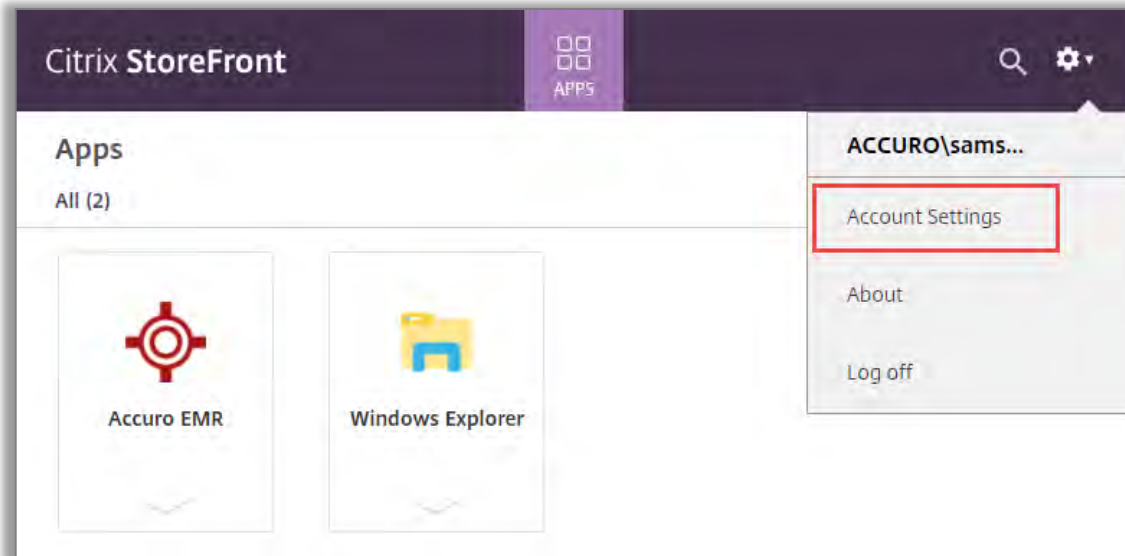 Citrix StoreFront
APPS
ACCURO\sams...
Account Settings
About
Log off
Apps
All (2)
Accuro EMR
Windows Explorer